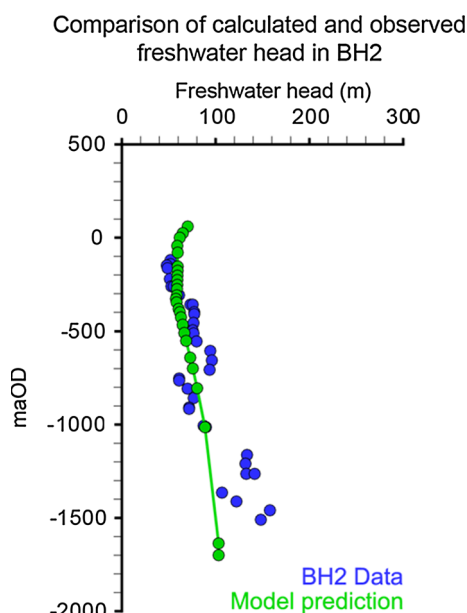 Comparison of calculated and observed
freshwater head in BH2
Freshwater head (m)
0 100 200 300
500
0
-500
-1000
-1500
-2000
maOD
BH2 Data
Model prediction